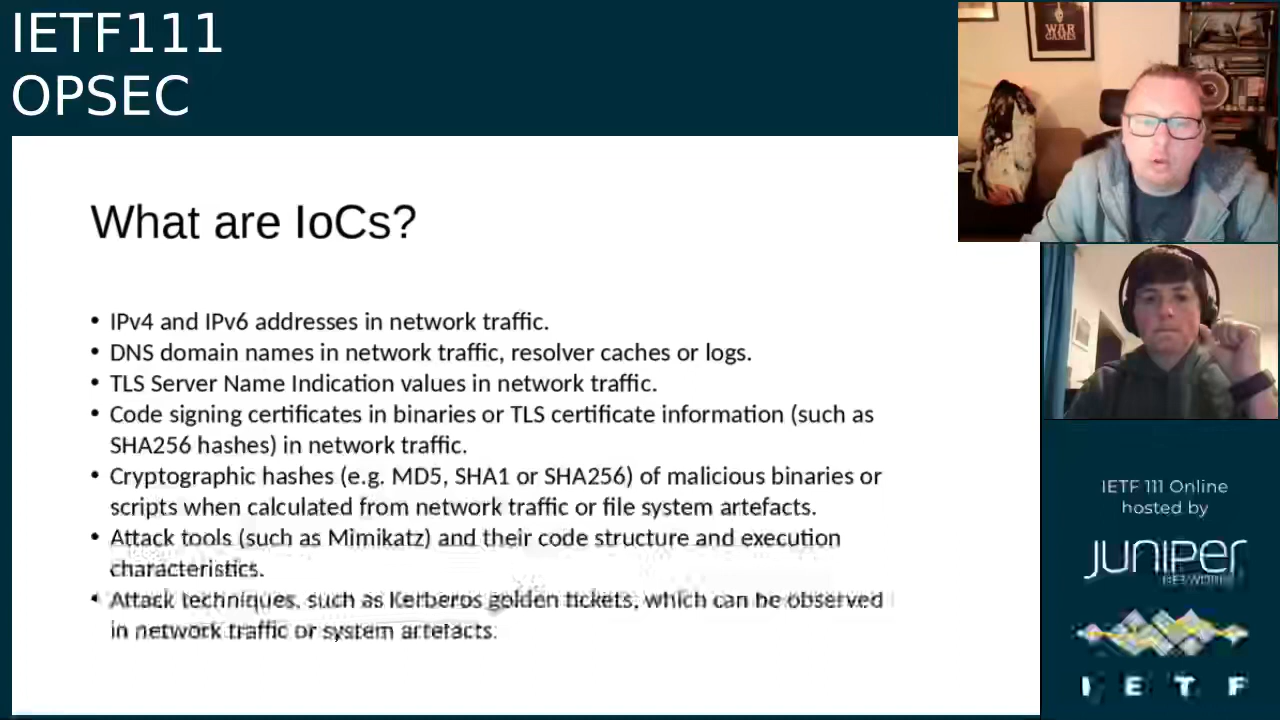 IETF111
OPSEC
WAR
GAMES
What are IoCs?
• IPv4 and IPv6 addresses in network traffic.
• DNS domain names in network traffic, resolver caches or logs.
• TLS Server Name Indication values in network traffic.
• Code signing certificates in binaries or TLS certificate information (such as
SHA256 hashes) in network traffic.
• Cryptographic hashes (e.g. MD5, SHA1 or SHA256) of malicious binaries or
scripts when calculated from network traffic or file system artefacts.
• Attack tools (such as Mimikatz) and their code structure and execution
characteristics.
• Attack techniques, such as Kerberos golden tickets, which can be observed
in network traffic or system artefacts.
IETF 111 Online
hosted by
JUNIPER
NETWORKS
I E T F